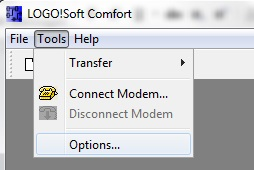 LOGO!Soft Comfort
File Tools Help
Transfer
Connect Modem...
Disconnect Modem
Options...